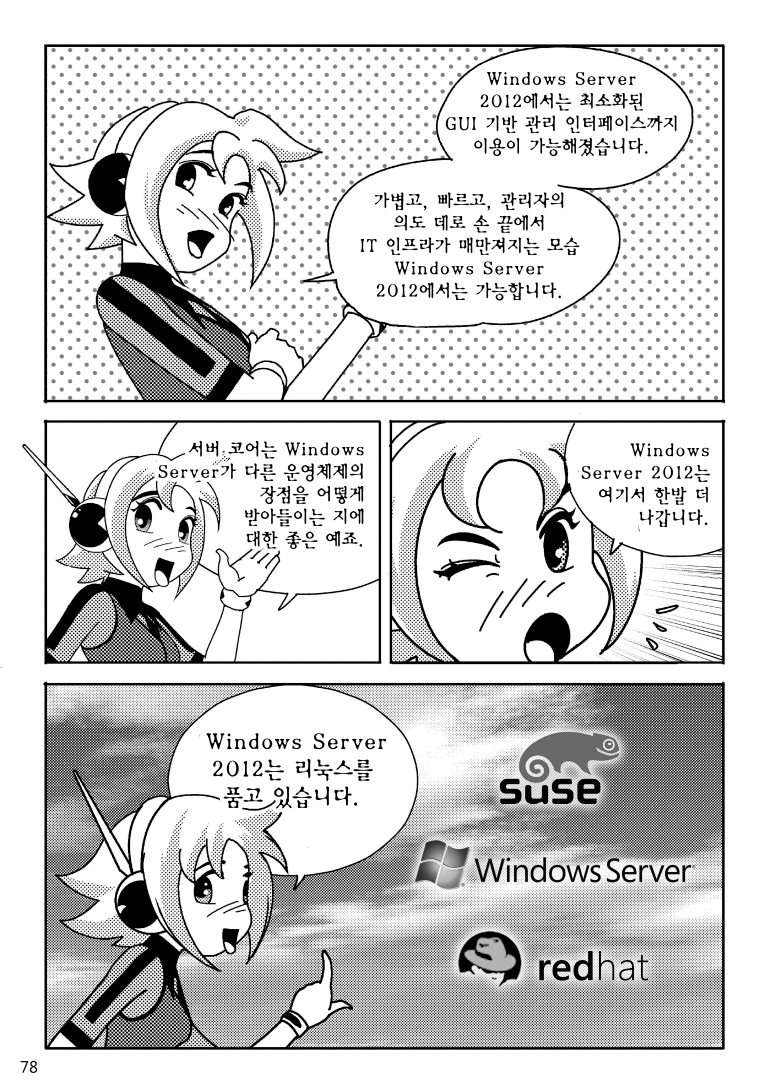 Windows Server
2012에서는 최소화된
GUI 기반 관리 인터페이스까지
이용이 가능해졌습니다.
가볍고, 빠르고, 관리자의
의도 데로 손 끝에서
IT 인프라가 매만져지는 모습
Windows Server
2012에서는 가능합니다.
서버 코어는 Windows
Server가 다른 운영체제의
장점을 어떻게
받아들이는 지에
대한 좋은 예죠.
Windows
Server 2012는
여기서 한발 더
나갑니다.
Windows Server
2012는 리눅스를
품고 있습니다.
suse
Windows Server
redhat
78